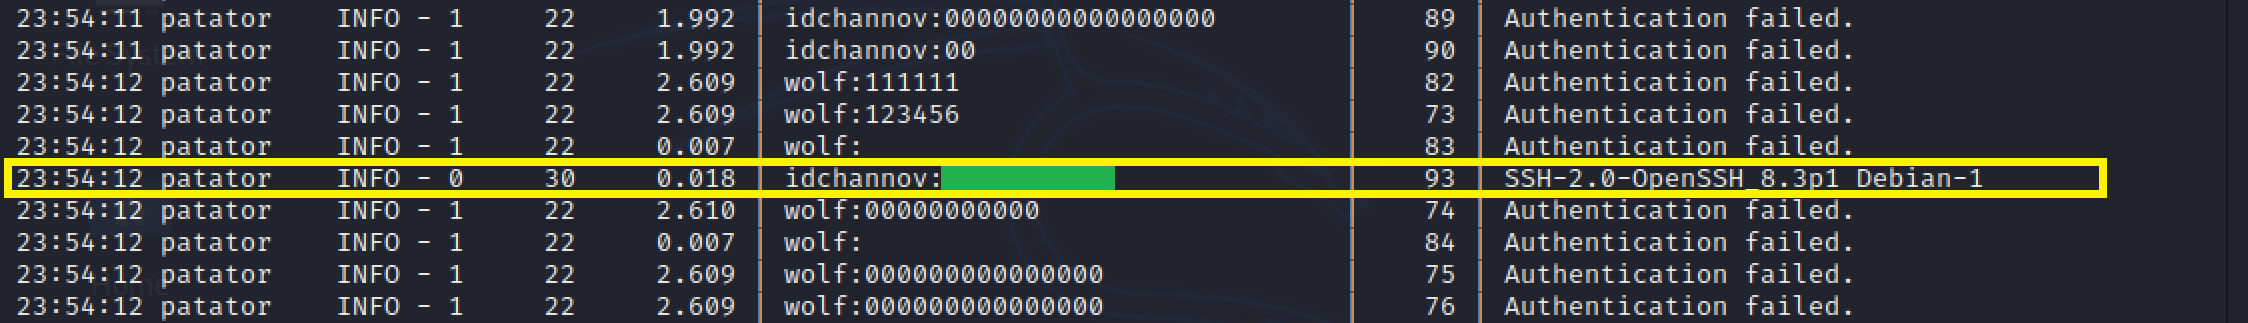 23:54:11 patator INFO - 1 22 1.992 | idchannov:00000000000000000 | 89 | Authentication failed.
23:54:11 patator INFO - 1 22 1.992 | idchannov:00 | 90 | Authentication failed.
23:54:12 patator INFO - 1 22 2.609 | wolf:111111 | 82 | Authentication failed.
23:54:12 patator INFO - 1 22 2.609 | wolf:123456 | 73 | Authentication failed.
23:54:12 patator INFO - 1 22 0.007 | wolf: | 83 | Authentication failed.
23:54:12 patator INFO - 0 30 0.018 | idchannov: | 93 | SSH-2.0-OpenSSH_8.3p1 Debian-1
23:54:12 patator INFO - 1 22 2.610 | wolf:00000000000 | 74 | Authentication failed.
23:54:12 patator INFO - 1 22 0.007 | wolf: | 84 | Authentication failed.
23:54:12 patator INFO - 1 22 2.609 | wolf:000000000000000 | 75 | Authentication failed.
23:54:12 patator INFO - 1 22 2.609 | wolf:000000000000000 | 76 | Authentication failed.